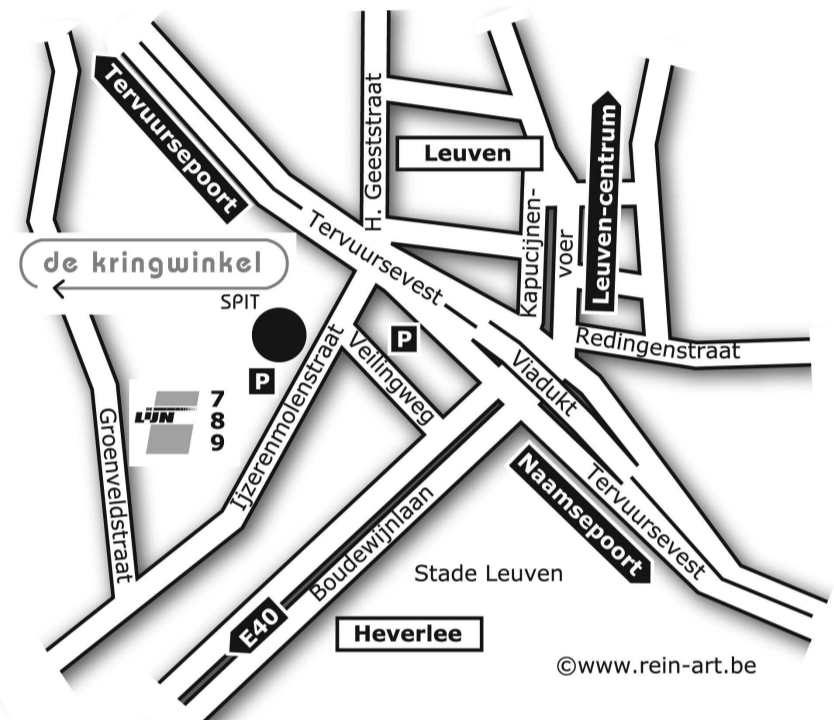 Tervuursepoort
H. Geeststraat
Leuven
Leuven-centrum
Kapucijnen-
voer
Tervuursevest
de kringwinkel
SPIT
P
P
Redingenstraat
Viadukt
Veilingweg
Ijzerenmolenstraat
LIJN
7
8
9
Groenveldstraat
Naamsepoort
Tervuursevest
Boudewijnlaan
Stade Leuven
E40
Heverlee
©www.rein-art.be